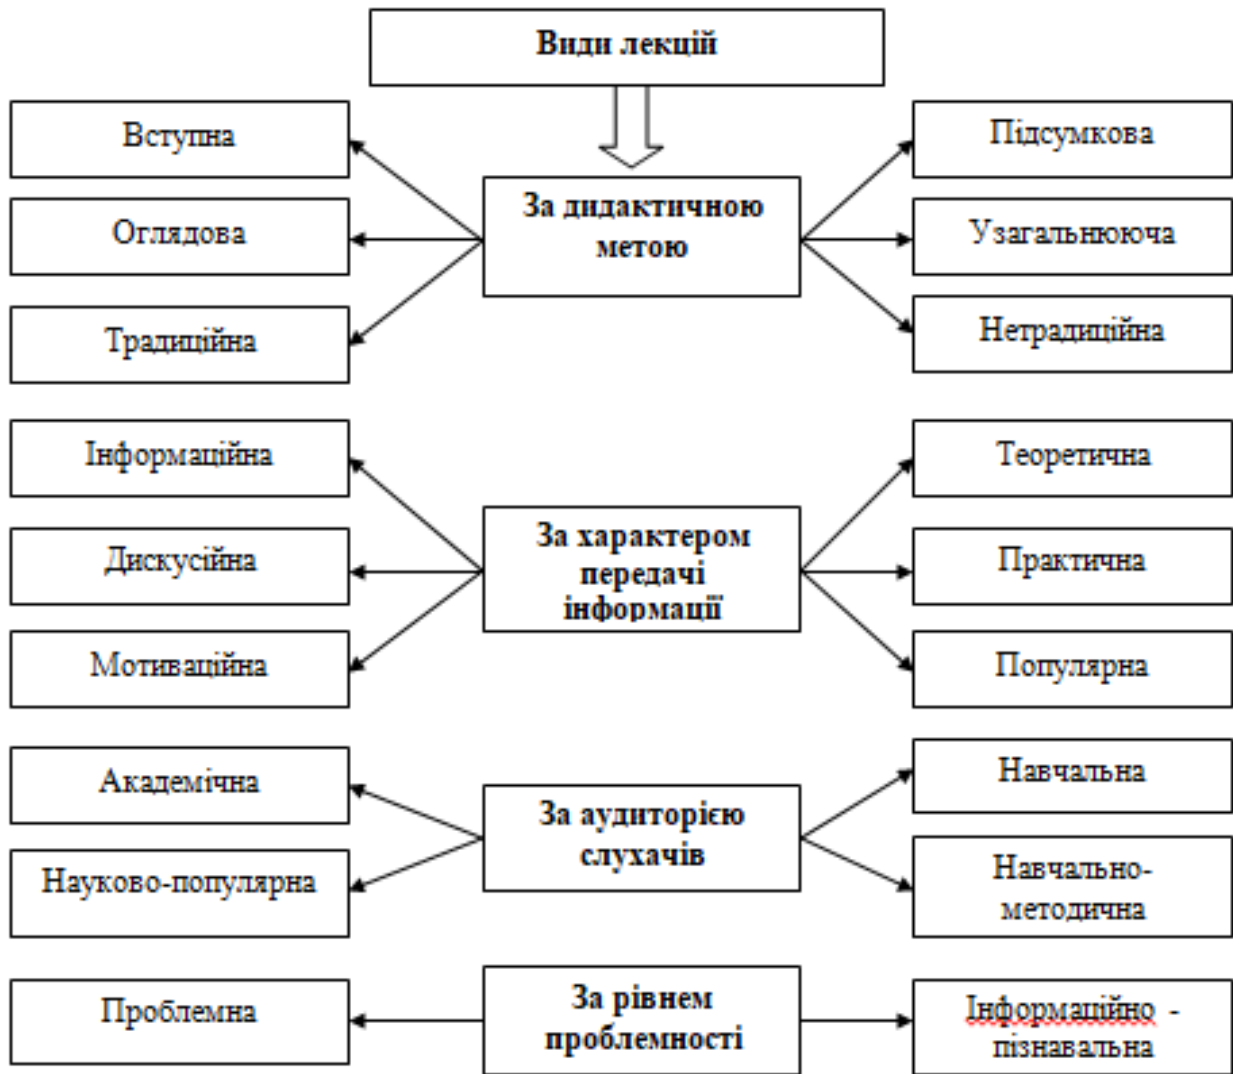 Види лекцій
Вступна
Підсумкова
За дидактичною
метою
Оглядова
Узагальнююча
Традиційна
Нетрадиційна
Інформаційна
Теоретична
За характером
передачі
інформації
Дискусійна
Практична
Мотиваційна
Популярна
Академічна
Навчальна
За аудиторією
слухачів
Науково-популярна
Навчально-
методична
Проблемна
За рівнем
проблемності
Інформаційно -
пізнавальна